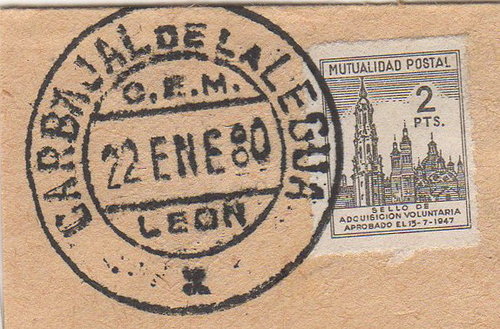 CARBAJAL DE LA LEGUA
C.E.M.
22 ENE 80
LEON
MUTUALIDAD POSTAL
2
PTS.
SELLO DE
ADQUISICION VOLUNTARIA
APROBADO EL 15-7-1947